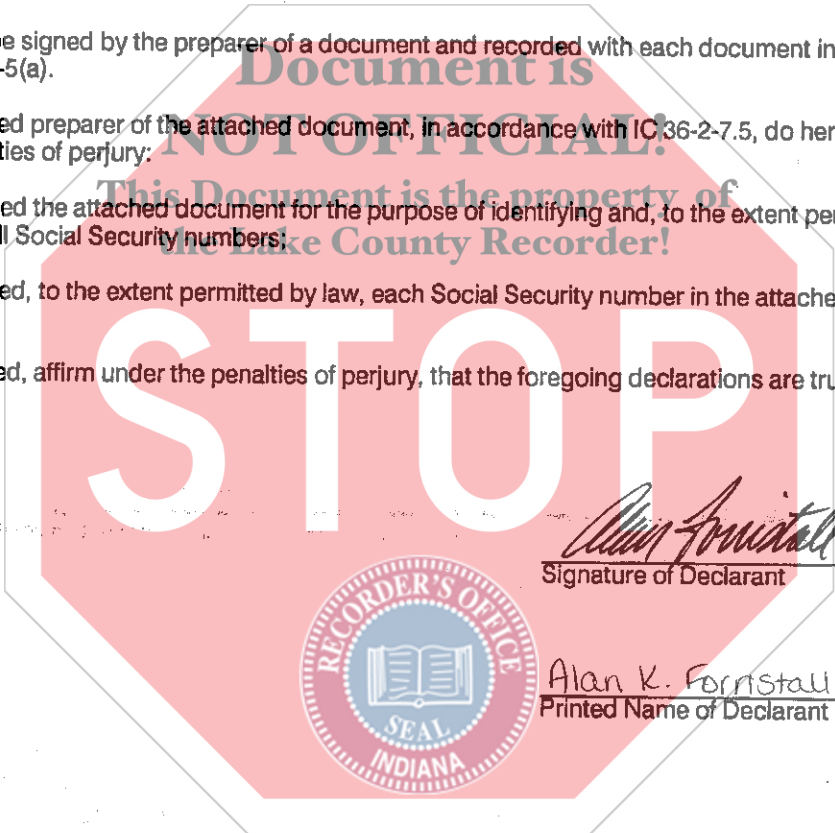 e signed by the preparer of a document and recorded with each document in
-5(a).
Document is
NOT OFFICIAL!
ed preparer of the attached document, in accordance with IC 36-2-7.5, do her
ties of perjury:
This Document is the property of
the Lake County Recorder!
ed the attached document for the purpose of identifying and, to the extent per
ll Social Security numbers;
ed, to the extent permitted by law, each Social Security number in the attache
ed, affirm under the penalties of perjury, that the foregoing declarations are tru
STOP
Alan Fornstall
Signature of Declarant
Alan K. Fornstall
Printed Name of Declarant
RECORDER'S OFFICE
SEAL
INDIANA